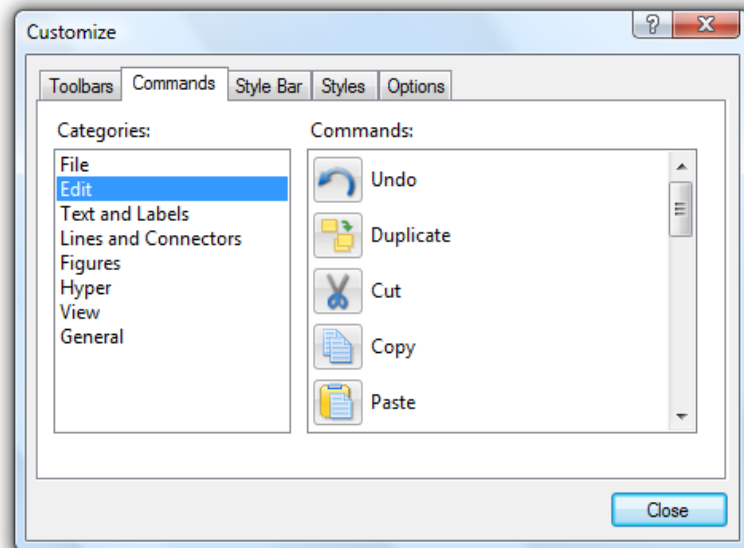 Customize
Toolbars Commands Style Bar Styles Options
Categories:
File
Edit
Text and Labels
Lines and Connectors
Figures
Hyper
View
General
Commands:
Undo
Duplicate
Cut
Copy
Paste
Close